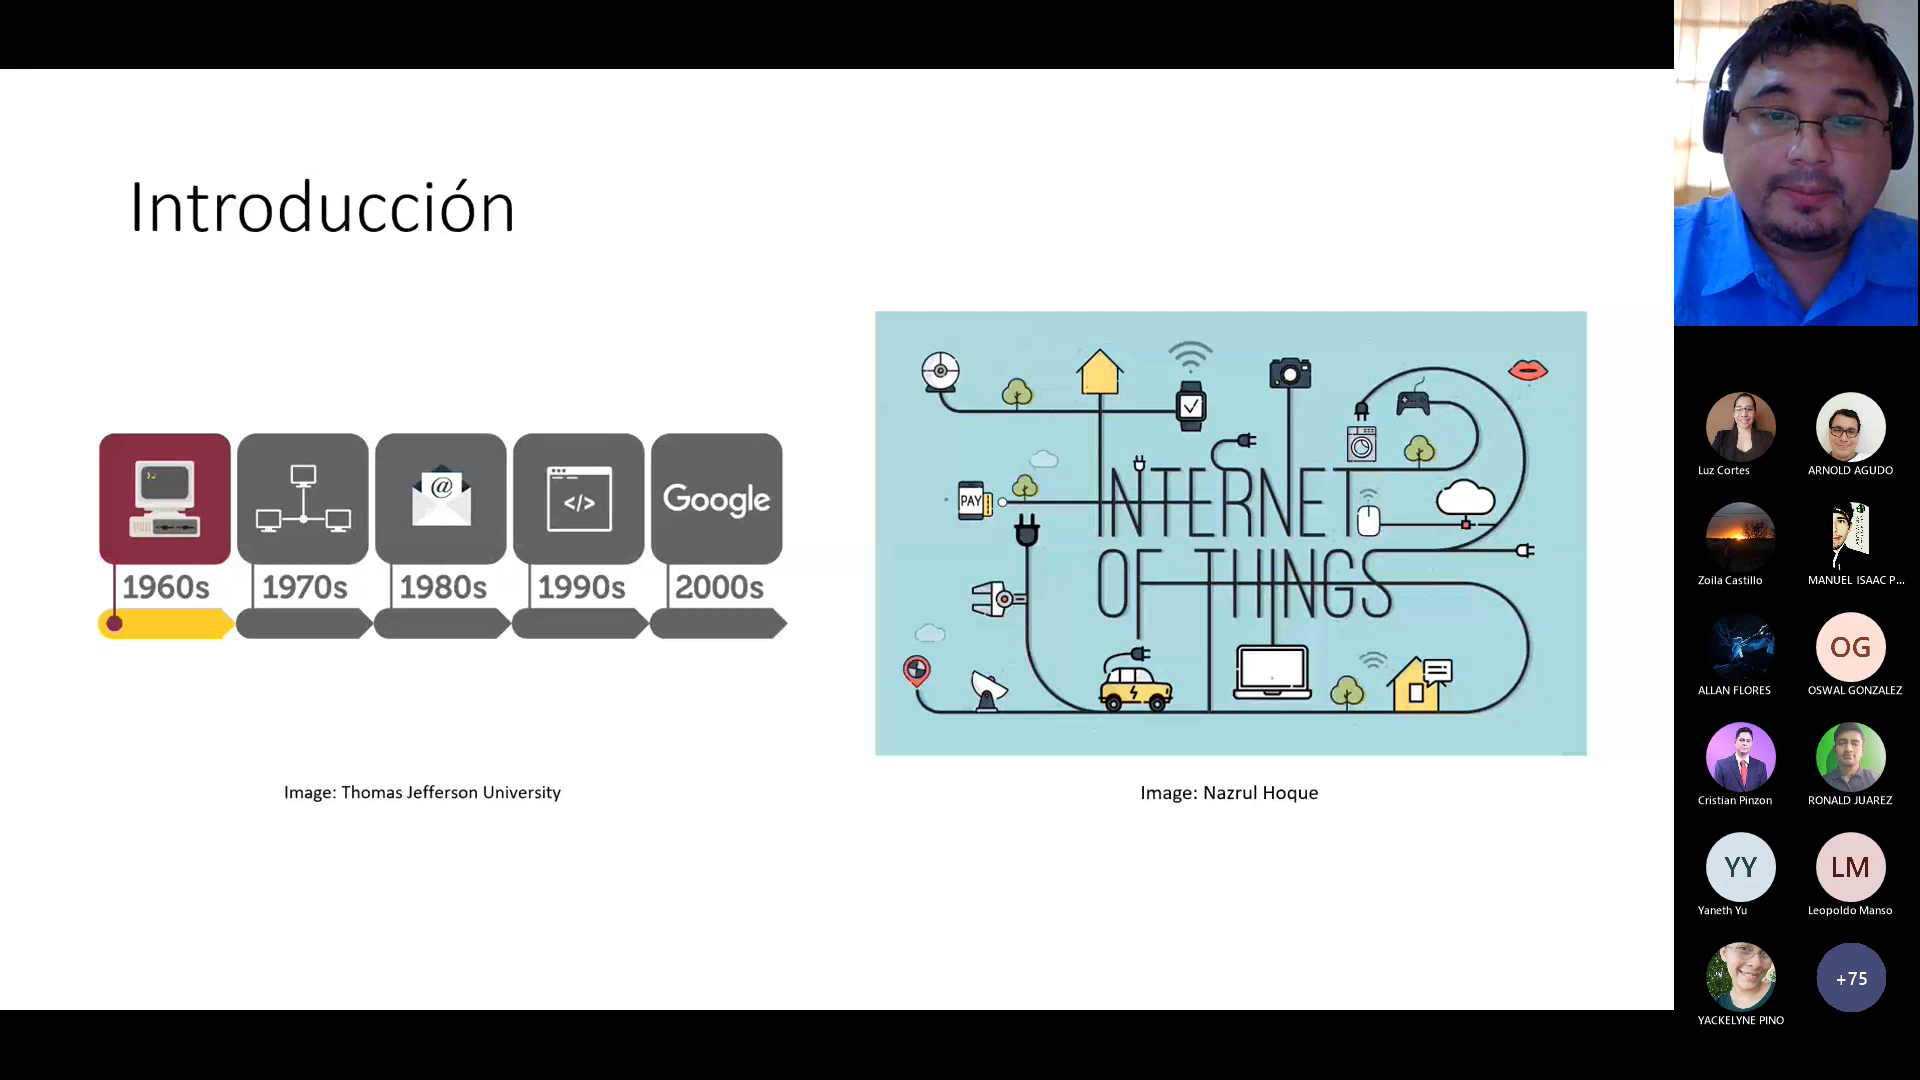 Introducción
@
</>
Google
1960s
1970s
1980s
1990s
2000s
Image: Thomas Jefferson University
PAY
INTERNET
OF THINGS
Image: Nazrul Hoque
Luz Cortes
ARNOLD AGUDO
Zoila Castillo
MANUEL ISAAC P...
ALLAN FLORES
OG
OSWAL GONZALEZ
Cristian Pinzon
RONALD JUAREZ
YY
Yaneth Yu
LM
Leopoldo Manso
YACKELYNE PINO
+75